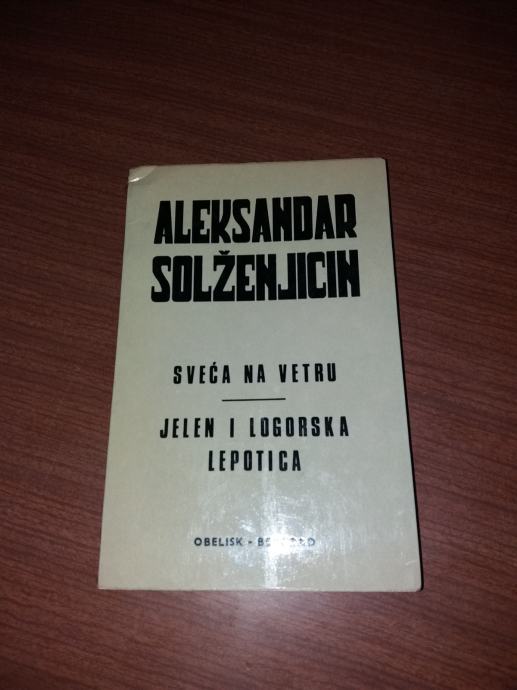 ALEKSANDAR
SOLŽENJICIN
SVEĆA NA VETRU
JELEN I LOGORSKA
LEPOTICA
OBELISK -